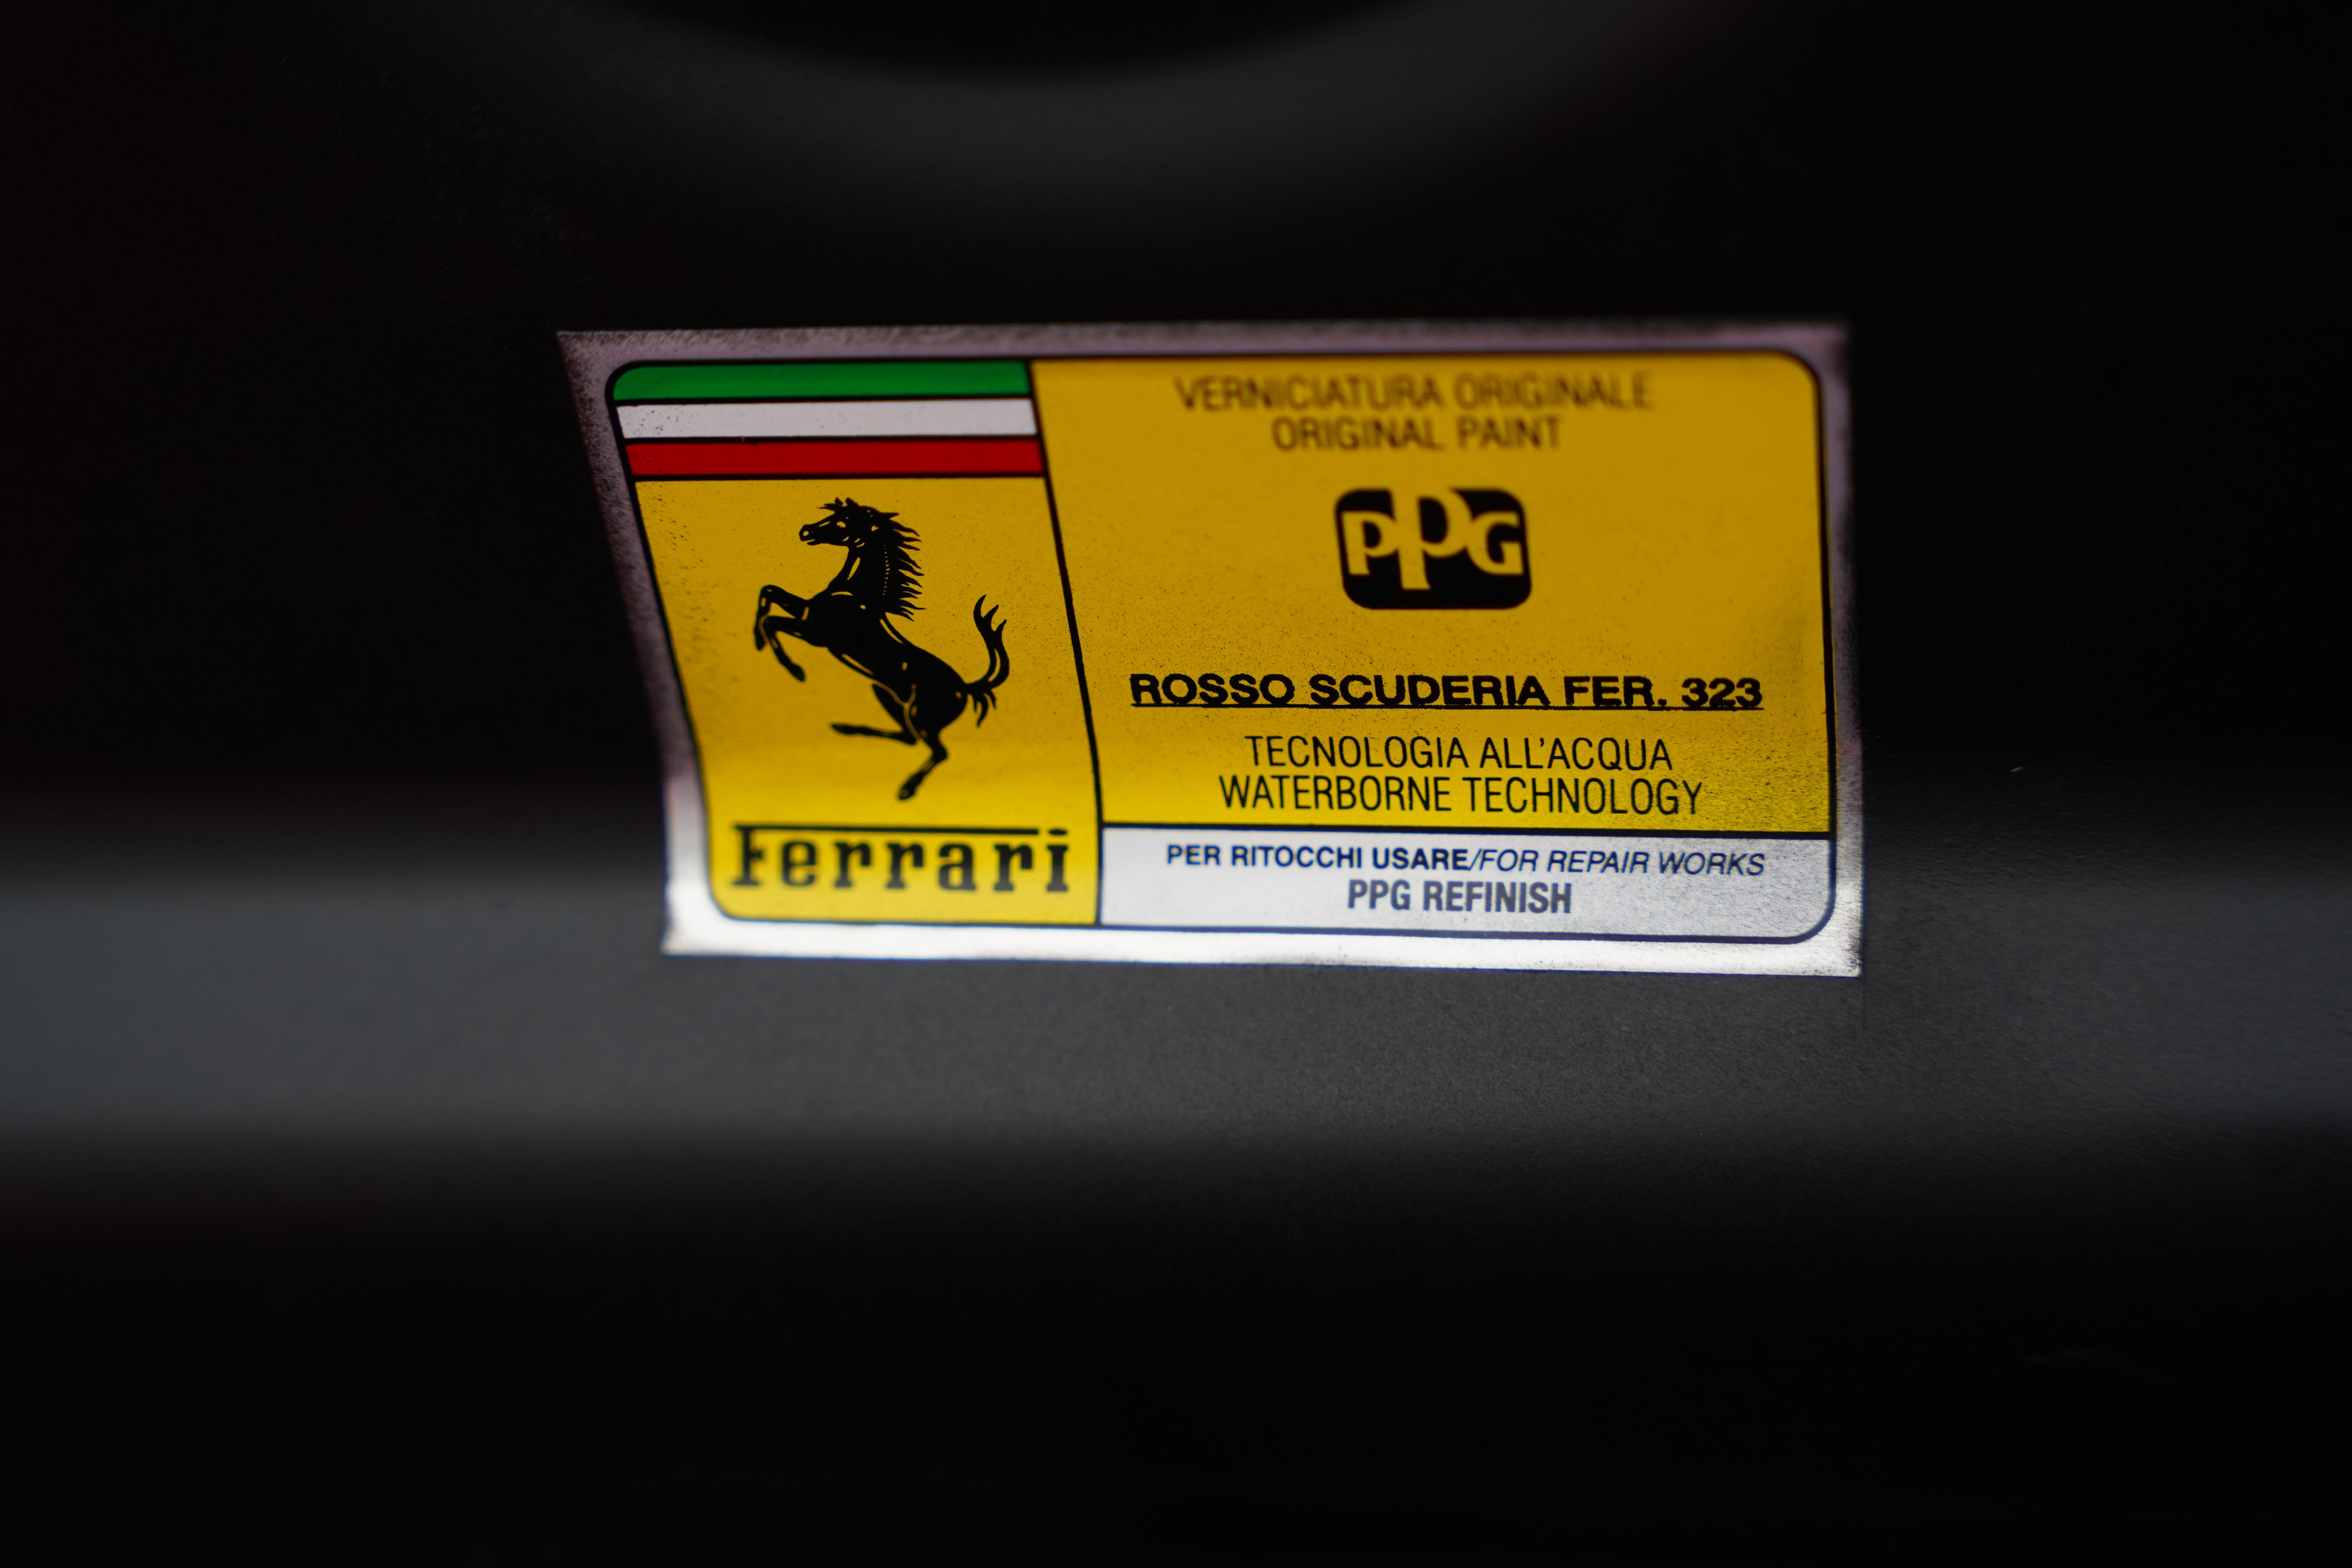 VERNICIATURA ORIGINALE
ORIGINAL PAINT
PPG
ROSSO SCUDERIA FER. 323
TECNOLOGIA ALL'ACQUA
WATERBORNE TECHNOLOGY
Ferrari
PER RITOCCHI USARE/FOR REPAIR WORKS
PPG REFINISH